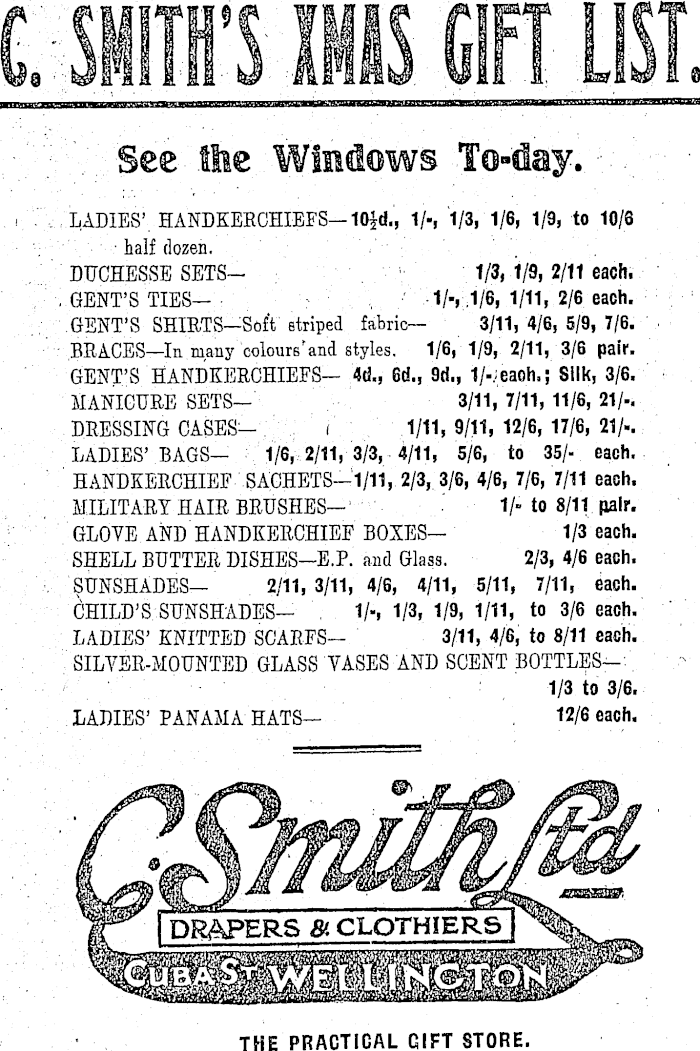 C. SMITH'S XMAS GIFT LIST.
See the Windows To-day.
LADIES' HANDKERCHIEFS—10½d., 1/-, 1/3, 1/6, 1/9, to 10/6
half dozen.
DUCHESSE SETS— 1/3, 1/9, 2/11 each.
GENT'S TIES— 1/-, 1/6, 1/11, 2/6 each.
GENT'S SHIRTS—Soft striped fabric— 3/11, 4/6, 5/9, 7/6.
BRACES—In many colours and styles. 1/6, 1/9, 2/11, 3/6 pair.
GENT'S HANDKERCHIEFS— 4d., 6d., 9d., 1/- each.; Silk, 3/6.
MANICURE SETS— 3/11, 7/11, 11/6, 21/-.
DRESSING CASES— 1/11, 9/11, 12/6, 17/6, 21/-.
LADIES' BAGS— 1/6, 2/11, 3/3, 4/11, 5/6, to 35/- each.
HANDKERCHIEF SACHETS—1/11, 2/3, 3/6, 4/6, 7/6, 7/11 each.
MILITARY HAIR BRUSHES— 1/- to 8/11 pair.
GLOVE AND HANDKERCHIEF BOXES— 1/3 each.
SHELL BUTTER DISHES—E.P. and Glass. 2/3, 4/6 each.
SUNSHADES— 2/11, 3/11, 4/6, 4/11, 5/11, 7/11, each.
CHILD'S SUNSHADES— 1/-, 1/3, 1/9, 1/11, to 3/6 each.
LADIES' KNITTED SCARFS— 3/11, 4/6, to 8/11 each.
SILVER-MOUNTED GLASS VASES AND SCENT BOTTLES—
1/3 to 3/6.
LADIES' PANAMA HATS— 12/6 each.
C. Smith Ltd
DRAPERS & CLOTHIERS
CUBA ST WELLINGTON
THE PRACTICAL GIFT STORE.